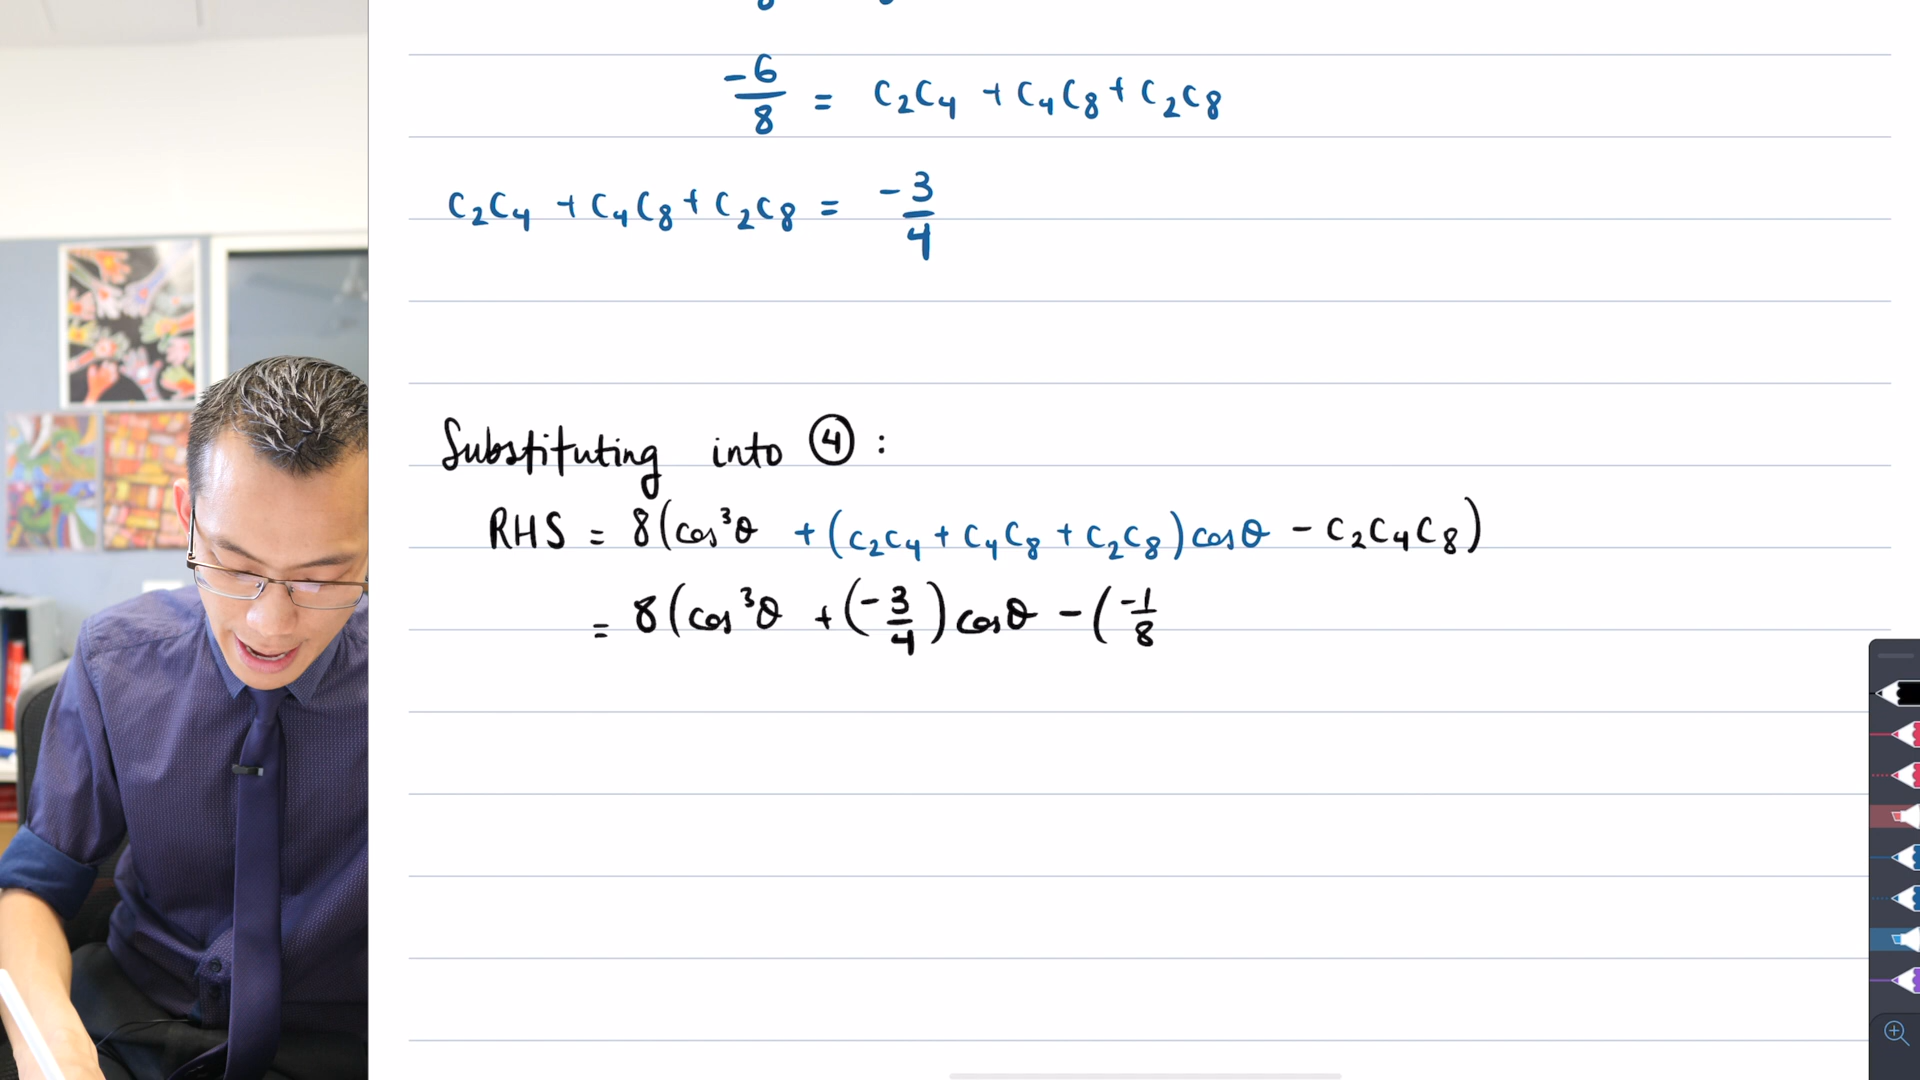 -6/8 = C₂C₄ + C₄C₈ + C₂C₈
C₂C₄ + C₄C₈ + C₂C₈ = -3/4
Substituting into ④ :
RHS = 8(cos³θ + (C₂C₄ + C₄C₈ + C₂C₈)cosθ - C₂C₄C₈)
= 8(cos³θ + (-3/4)cosθ - (-1/8